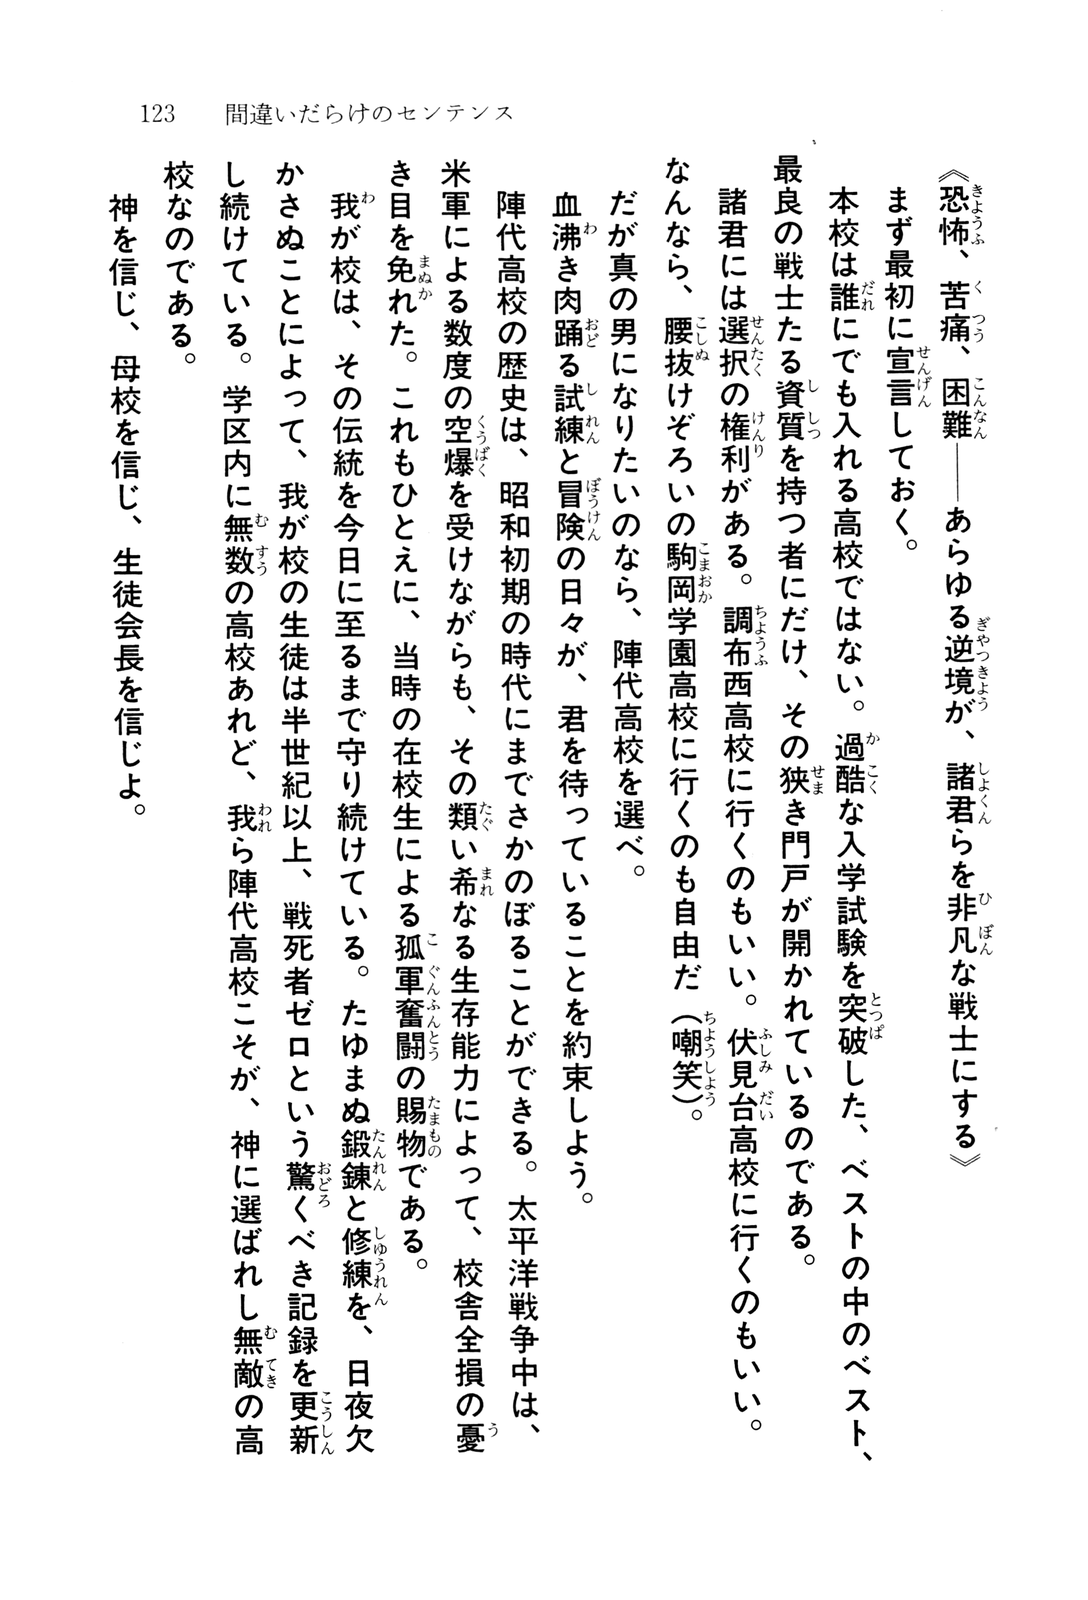 123 間違いだらけのセンテンス
《恐怖、苦痛、困難――あらゆる逆境が、諸君らを非凡な戦士にする》
まず最初に宣言しておく。
本校は誰にでも入れる高校ではない。過酷な入学試験を突破した、ベストの中のベスト、
最良の戦士たる資質を持つ者にだけ、その狭き門戸が開かれているのである。
諸君には選択の権利がある。調布西高校に行くのもいい。伏見台高校に行くのもいい。
なんなら、腰抜けぞろいの駒岡学園高校に行くのも自由だ（嘲笑）。
だが真の男になりたいのなら、陣代高校を選べ。
血沸き肉踊る試練と冒険の日々が、君を待っていることを約束しよう。
陣代高校の歴史は、昭和初期の時代にまでさかのぼることができる。太平洋戦争中は、
米軍による数度の空爆を受けながらも、その類い希なる生存能力によって、校舎全損の憂
き目を免れた。これもひとえに、当時の在校生による孤軍奮闘の賜物である。
我が校は、その伝統を今日に至るまで守り続けている。たゆまぬ鍛錬と修練を、日夜欠
かさぬことによって、我が校の生徒は半世紀以上、戦死者ゼロという驚くべき記録を更新
し続けている。学区内に無数の高校あれど、我ら陣代高校こそが、神に選ばれし無敵の高
校なのである。
神を信じ、母校を信じ、生徒会長を信じよ。